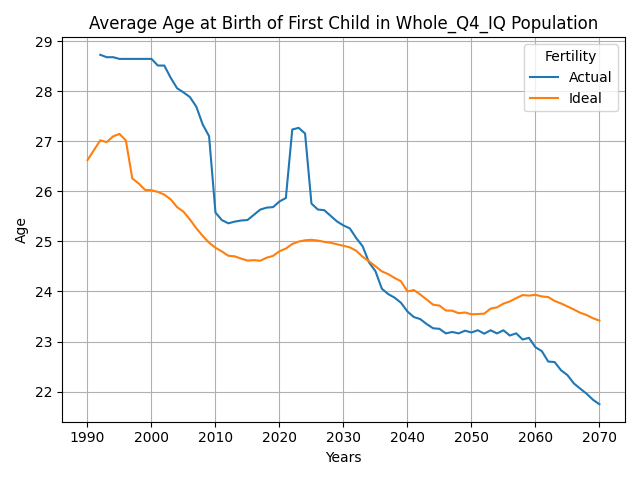 Average Age at Birth of First Child in Whole_Q4_IQ Population
Fertility
Actual
Ideal
Age
29
28
27
26
25
24
23
22
1990 2000 2010 2020 2030 2040 2050 2060 2070
Years